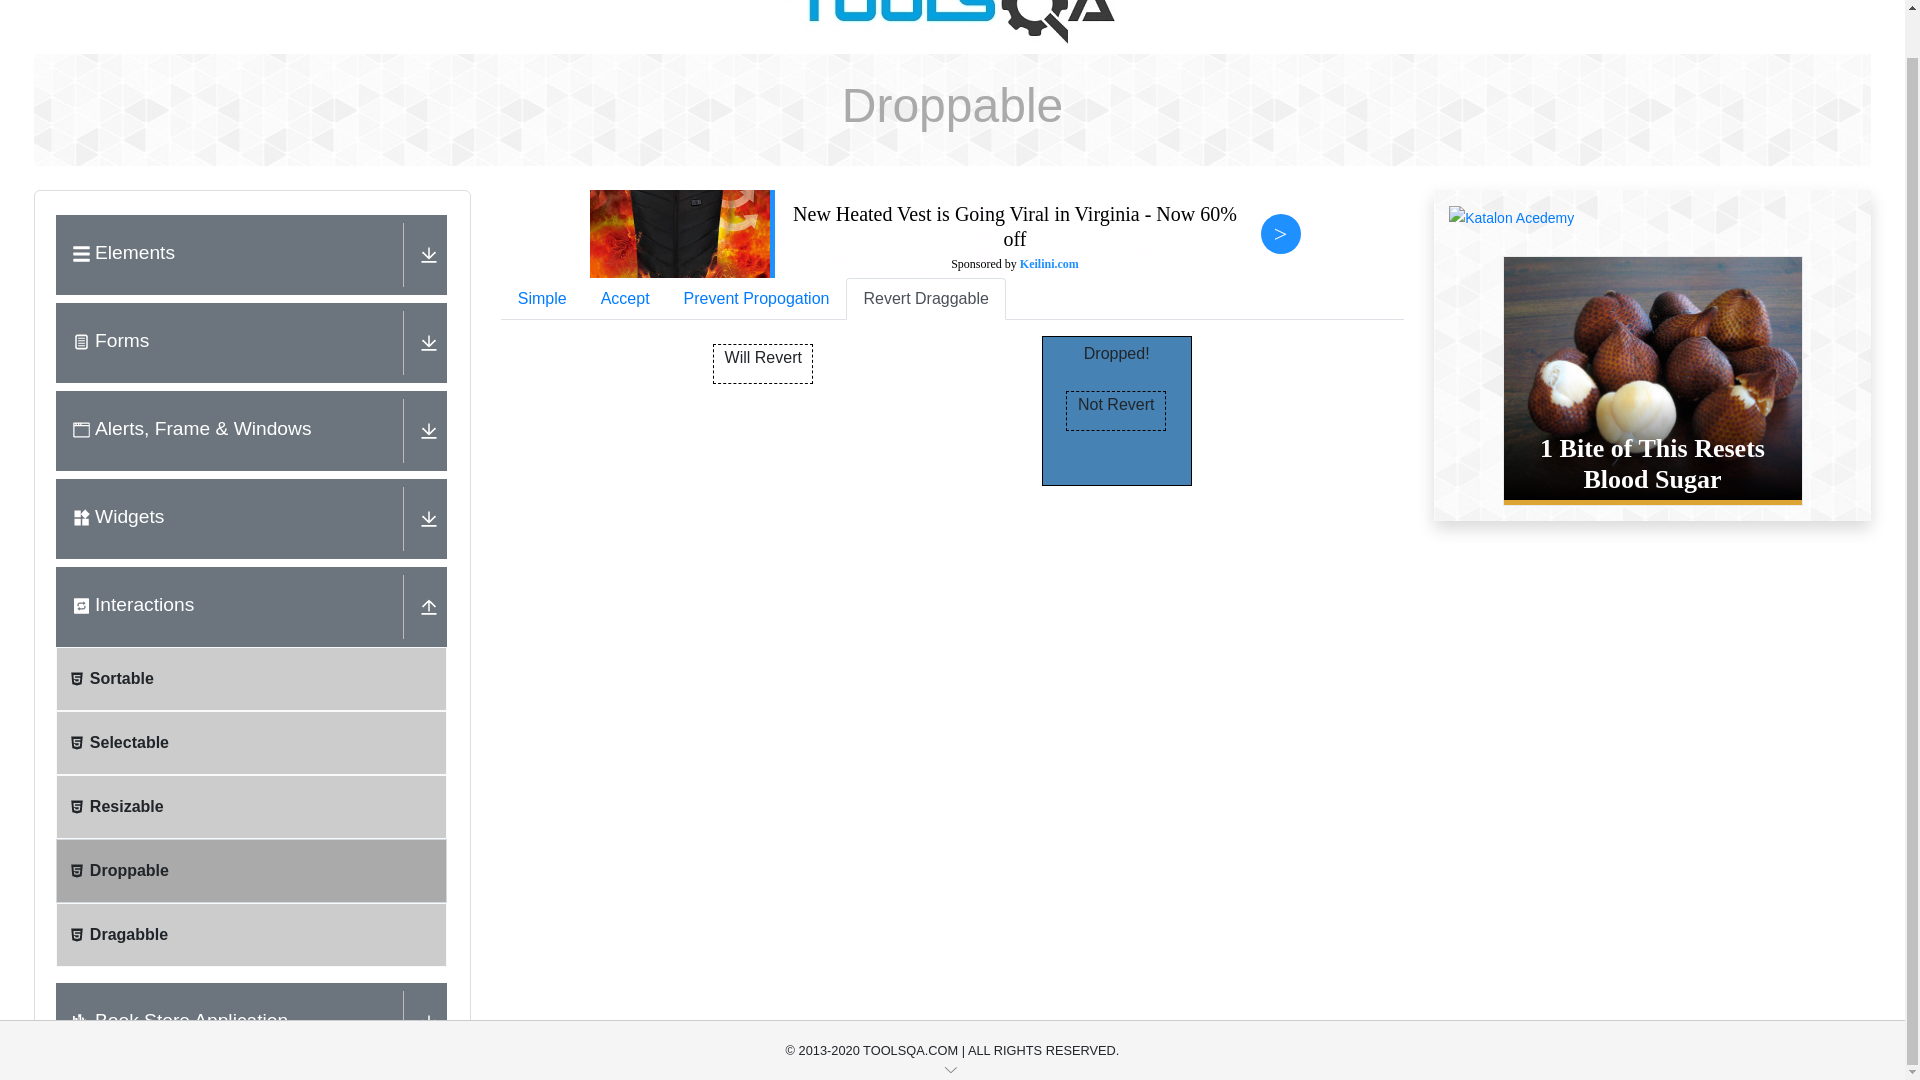 TOOLSQA
Droppable
Elements
Forms
Alerts, Frame & Windows
Widgets
Interactions
Sortable
Selectable
Resizable
Droppable
Dragabble
Book Store Application
New Heated Vest is Going Viral in Virginia - Now 60%
off
Sponsored by Keilini.com
>
Simple Accept Prevent Propogation Revert Draggable
Will Revert
Dropped!
Not Revert
Katalon Acedemy
1 Bite of This Resets
Blood Sugar
© 2013-2020 TOOLSQA.COM | ALL RIGHTS RESERVED.